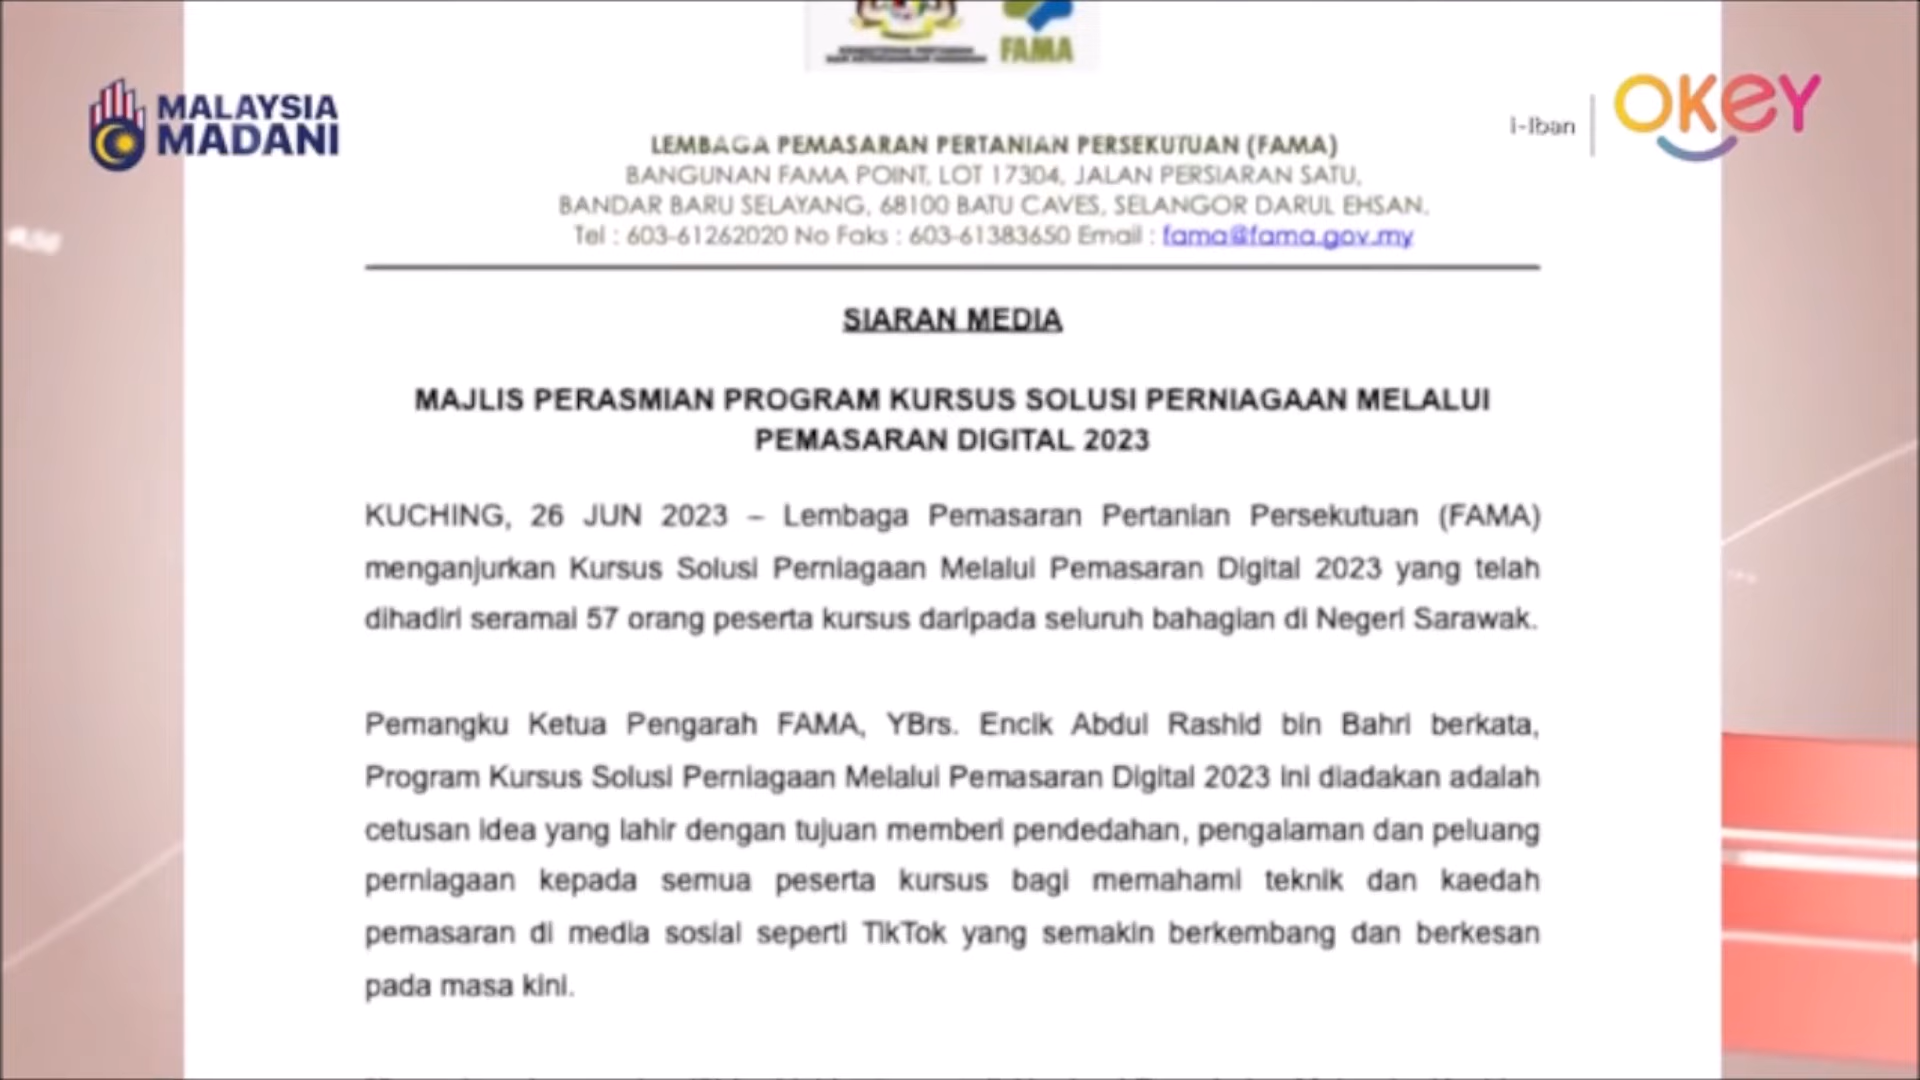 FAMA
MALAYSIA
MADANI
i-Iban
OKEY
LEMBAGA PEMASARAN PERTANIAN PERSEKUTUAN (FAMA)
BANGUNAN FAMA POINT, LOT 17304, JALAN PERSIARAN SATU,
BANDAR BARU SELAYANG, 68100 BATU CAVES, SELANGOR DARUL EHSAN.
Tel : 603-61262020 No Faks : 603-61383650 Email : fama@fama.gov.my
SIARAN MEDIA
MAJLIS PERASMIAN PROGRAM KURSUS SOLUSI PERNIAGAAN MELALUI
PEMASARAN DIGITAL 2023
KUCHING, 26 JUN 2023 – Lembaga Pemasaran Pertanian Persekutuan (FAMA)
menganjurkan Kursus Solusi Perniagaan Melalui Pemasaran Digital 2023 yang telah
dihadiri seramai 57 orang peserta kursus daripada seluruh bahagian di Negeri Sarawak.
Pemangku Ketua Pengarah FAMA, YBrs. Encik Abdul Rashid bin Bahri berkata,
Program Kursus Solusi Perniagaan Melalui Pemasaran Digital 2023 ini diadakan adalah
cetusan idea yang lahir dengan tujuan memberi pendedahan, pengalaman dan peluang
perniagaan kepada semua peserta kursus bagi memahami teknik dan kaedah
pemasaran di media sosial seperti TikTok yang semakin berkembang dan berkesan
pada masa kini.